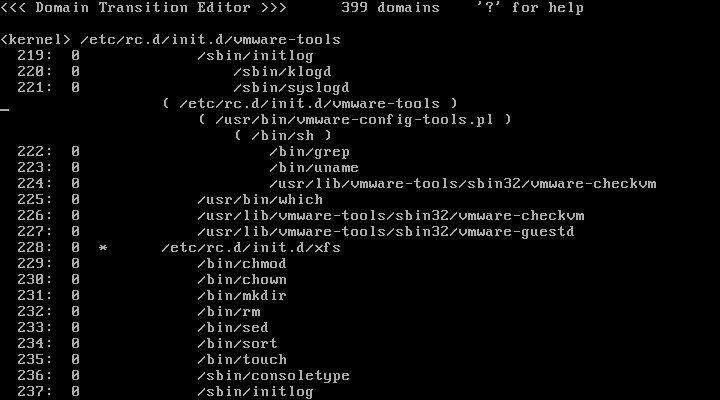 <<< Domain Transition Editor >>>      399 domains    '?' for help
<kernel> /etc/rc.d/init.d/vmware-tools
219:  0             /sbin/initlog
220:  0                 /sbin/klogd
221:  0                 /sbin/syslogd
( /etc/rc.d/init.d/vmware-tools )
( /usr/bin/vmware-config-tools.pl )
( /bin/sh )
222:  0                     /bin/grep
223:  0                     /bin/uname
224:  0                     /usr/lib/vmware-tools/sbin32/vmware-checkvm
225:  0             /usr/bin/which
226:  0             /usr/lib/vmware-tools/sbin32/vmware-checkvm
227:  0             /usr/lib/vmware-tools/sbin32/vmware-guestd
228:  0  *      /etc/rc.d/init.d/xfs
229:  0             /bin/chmod
230:  0             /bin/chown
231:  0             /bin/mkdir
232:  0             /bin/rm
233:  0             /bin/sed
234:  0             /bin/sort
235:  0             /bin/touch
236:  0             /sbin/consoletype
237:  0             /sbin/initlog